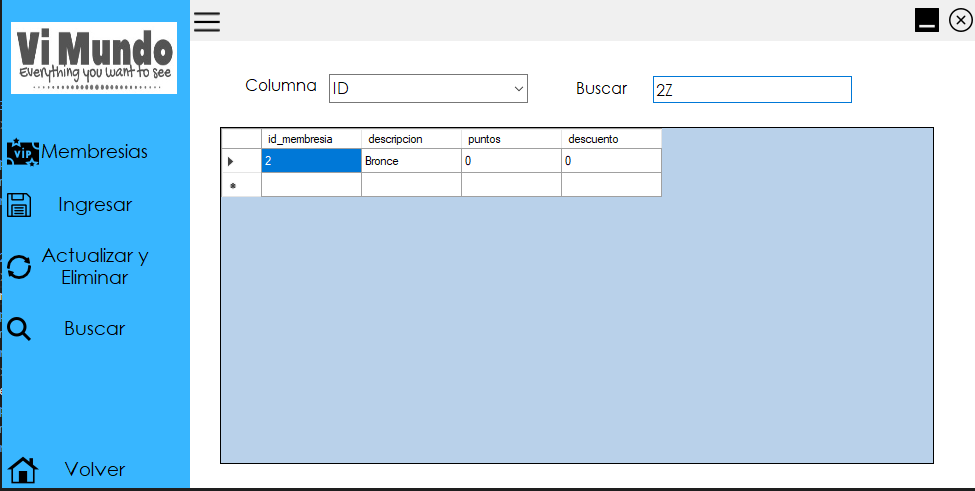 Vi Mundo
Everything you want to see
VIP Membresias
Ingresar
Actualizar y
Eliminar
Buscar
Volver
Columna ID Buscar 2Z
id_membresia descripcion puntos descuento
2 Bronce 0 0